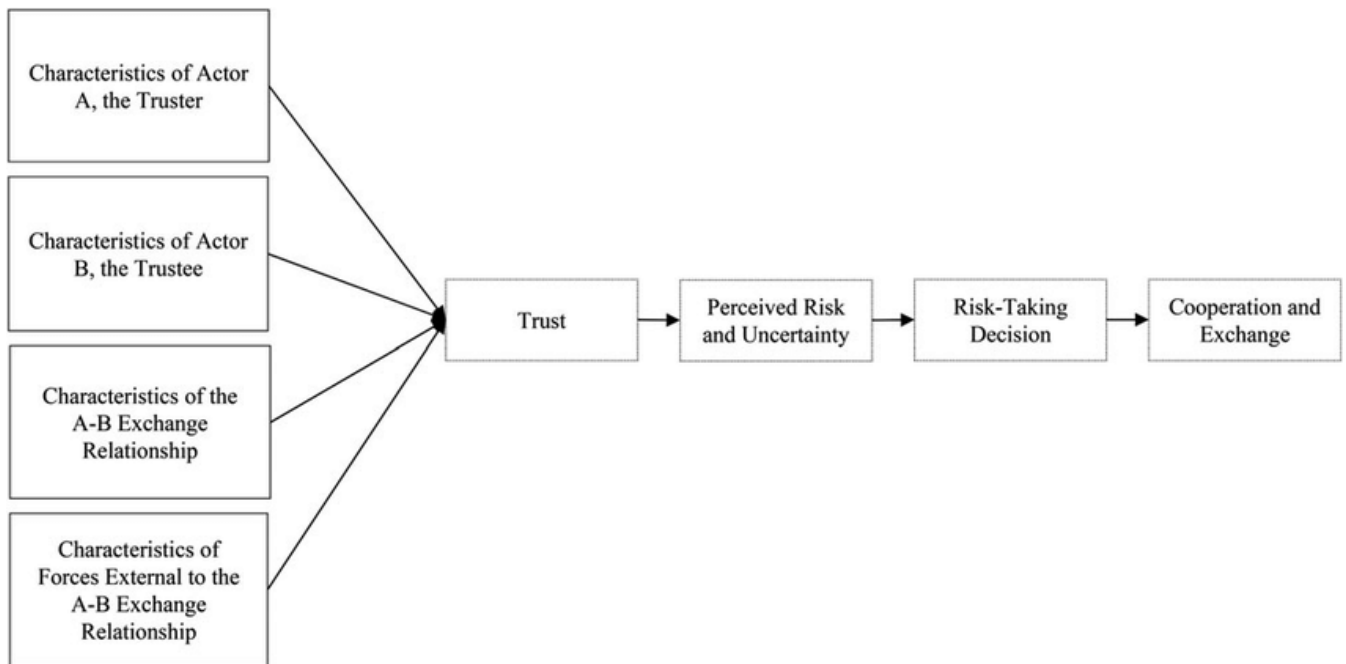 Characteristics of Actor
A, the Truster
Characteristics of Actor
B, the Trustee
Characteristics of the
A-B Exchange
Relationship
Characteristics of
Forces External to the
A-B Exchange
Relationship
Trust
Perceived Risk
and Uncertainty
Risk-Taking
Decision
Cooperation and
Exchange